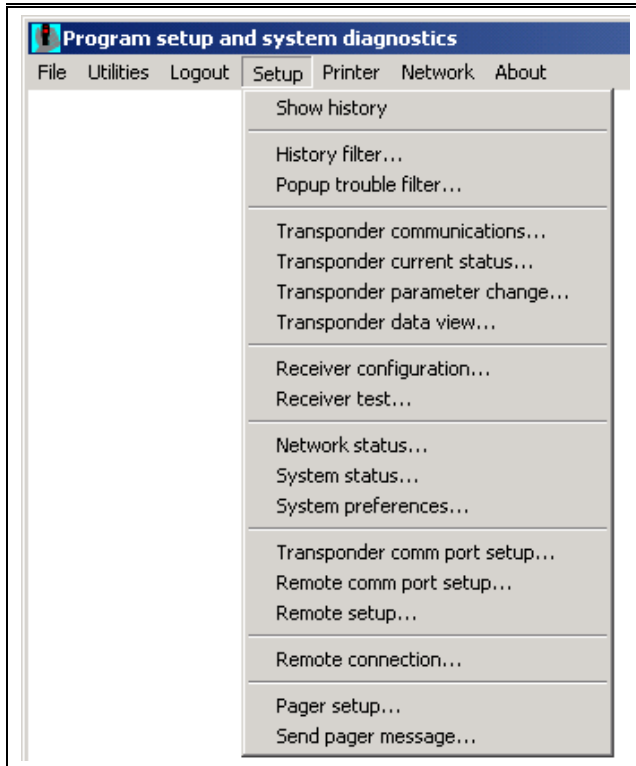 Program setup and system diagnostics
File Utilities Logout Setup Printer Network About
Show history
History filter...
Popup trouble filter...
Transponder communications...
Transponder current status...
Transponder parameter change...
Transponder data view...
Receiver configuration...
Receiver test...
Network status...
System status...
System preferences...
Transponder comm port setup...
Remote comm port setup...
Remote setup...
Remote connection...
Pager setup...
Send pager message...